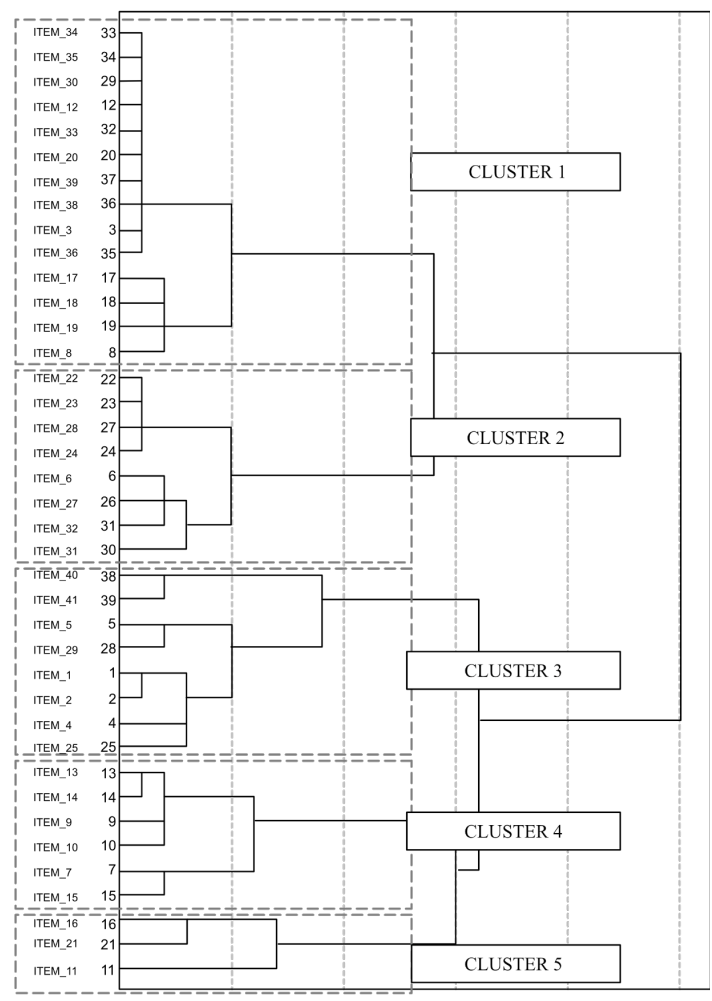 ITEM_34 33
ITEM_35 34
ITEM_30 29
ITEM_12 12
ITEM_33 32
ITEM_20 20
CLUSTER 1
ITEM_39 37
ITEM_38 36
ITEM_3 3
ITEM_36 35
ITEM_17 17
ITEM_18 18
ITEM_19 19
ITEM_8 8
ITEM_22 22
ITEM_23 23
ITEM_28 27
CLUSTER 2
ITEM_24 24
ITEM_6 6
ITEM_27 26
ITEM_32 31
ITEM_31 30
ITEM_40 38
ITEM_41 39
ITEM_5 5
ITEM_29 28
ITEM_1 1
CLUSTER 3
ITEM_2 2
ITEM_4 4
ITEM_25 25
ITEM_13 13
ITEM_14 14
ITEM_9 9
CLUSTER 4
ITEM_10 10
ITEM_7 7
ITEM_15 15
ITEM_16 16
ITEM_21 21
ITEM_11 11
CLUSTER 5